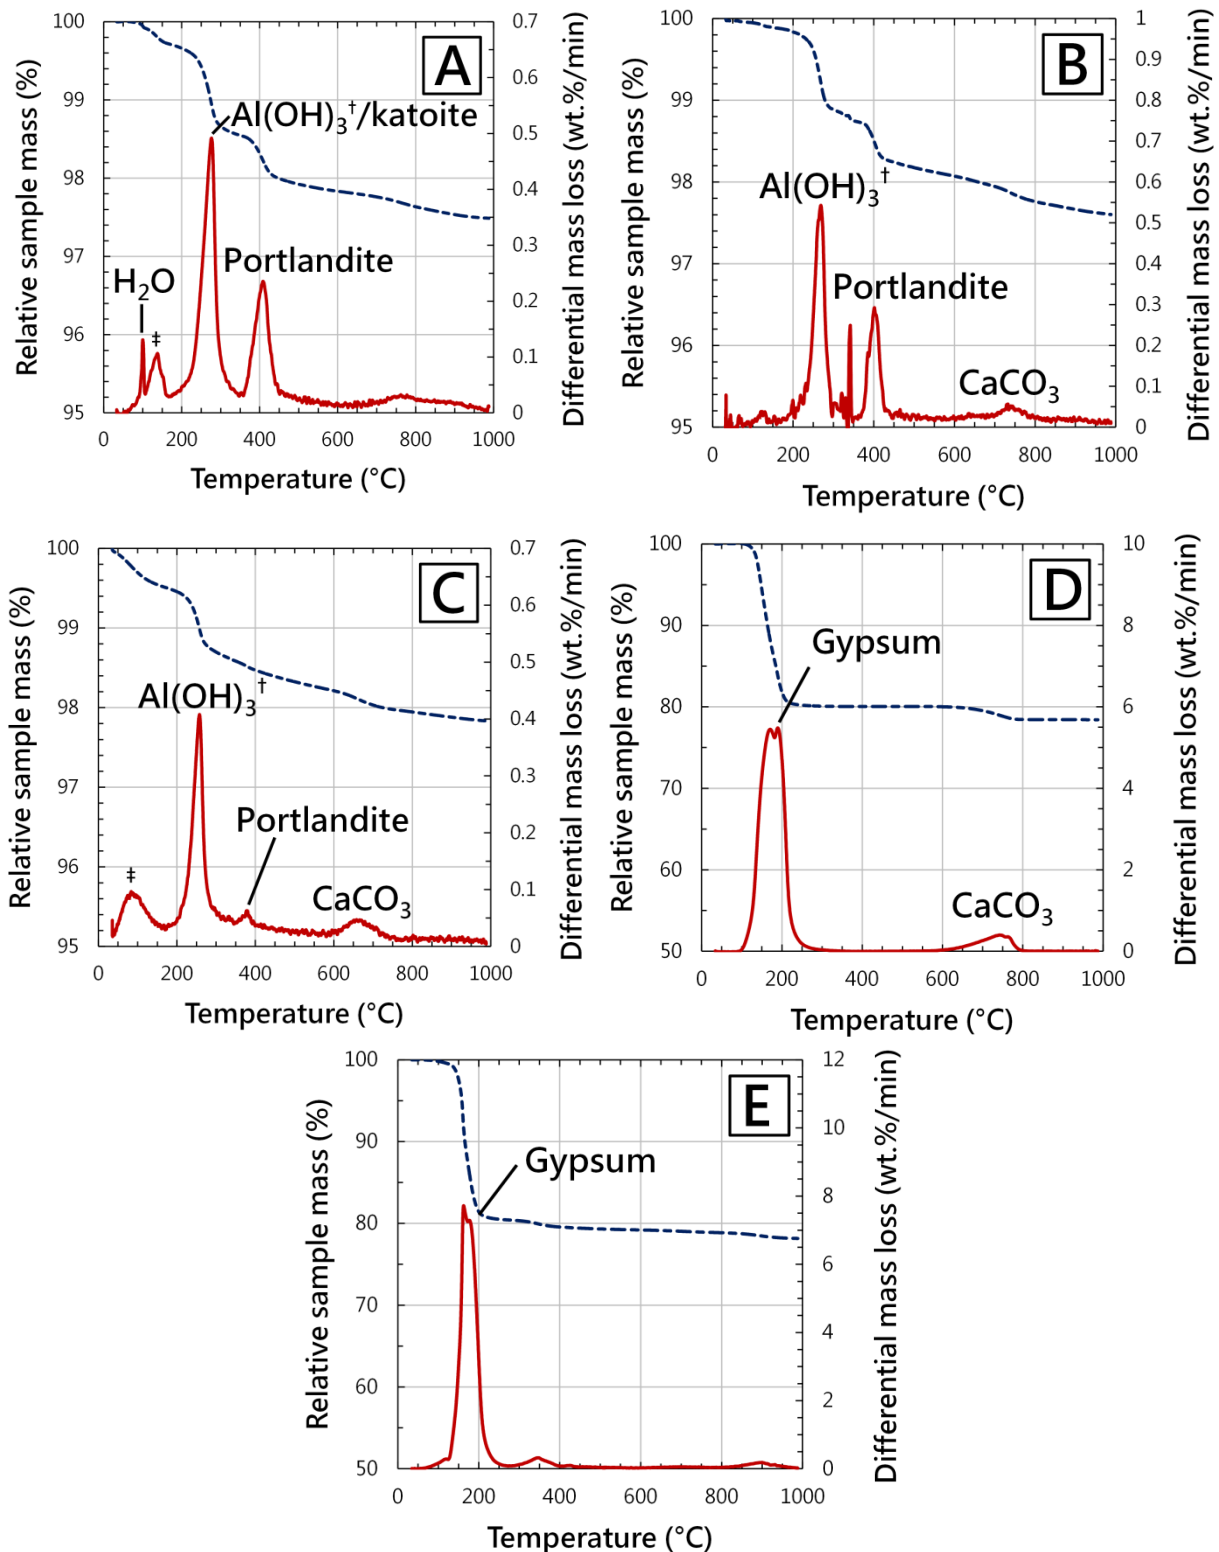 A
Relative sample mass (%)
Differential mass loss (wt.%/min)
Temperature (°C)
100
99
98
97
96
95
0.7
0.6
0.5
0.4
0.3
0.2
0.1
0
0 200 400 600 800 1000
Al(OH)₃†/katoite
Portlandite
H₂O
‡
B
Relative sample mass (%)
Differential mass loss (wt.%/min)
Temperature (°C)
100
99
98
97
96
95
1
0.9
0.8
0.7
0.6
0.5
0.4
0.3
0.2
0.1
0
0 200 400 600 800 1000
Al(OH)₃†
Portlandite
CaCO₃
C
Relative sample mass (%)
Differential mass loss (wt.%/min)
Temperature (°C)
100
99
98
97
96
95
0.7
0.6
0.5
0.4
0.3
0.2
0.1
0
0 200 400 600 800 1000
Al(OH)₃†
Portlandite
‡
CaCO₃
D
Relative sample mass (%)
Differential mass loss (wt.%/min)
Temperature (°C)
100
90
80
70
60
50
10
8
6
4
2
0
0 200 400 600 800 1000
Gypsum
CaCO₃
E
Relative sample mass (%)
Differential mass loss (wt.%/min)
Temperature (°C)
100
90
80
70
60
50
12
10
8
6
4
2
0
0 200 400 600 800 1000
Gypsum